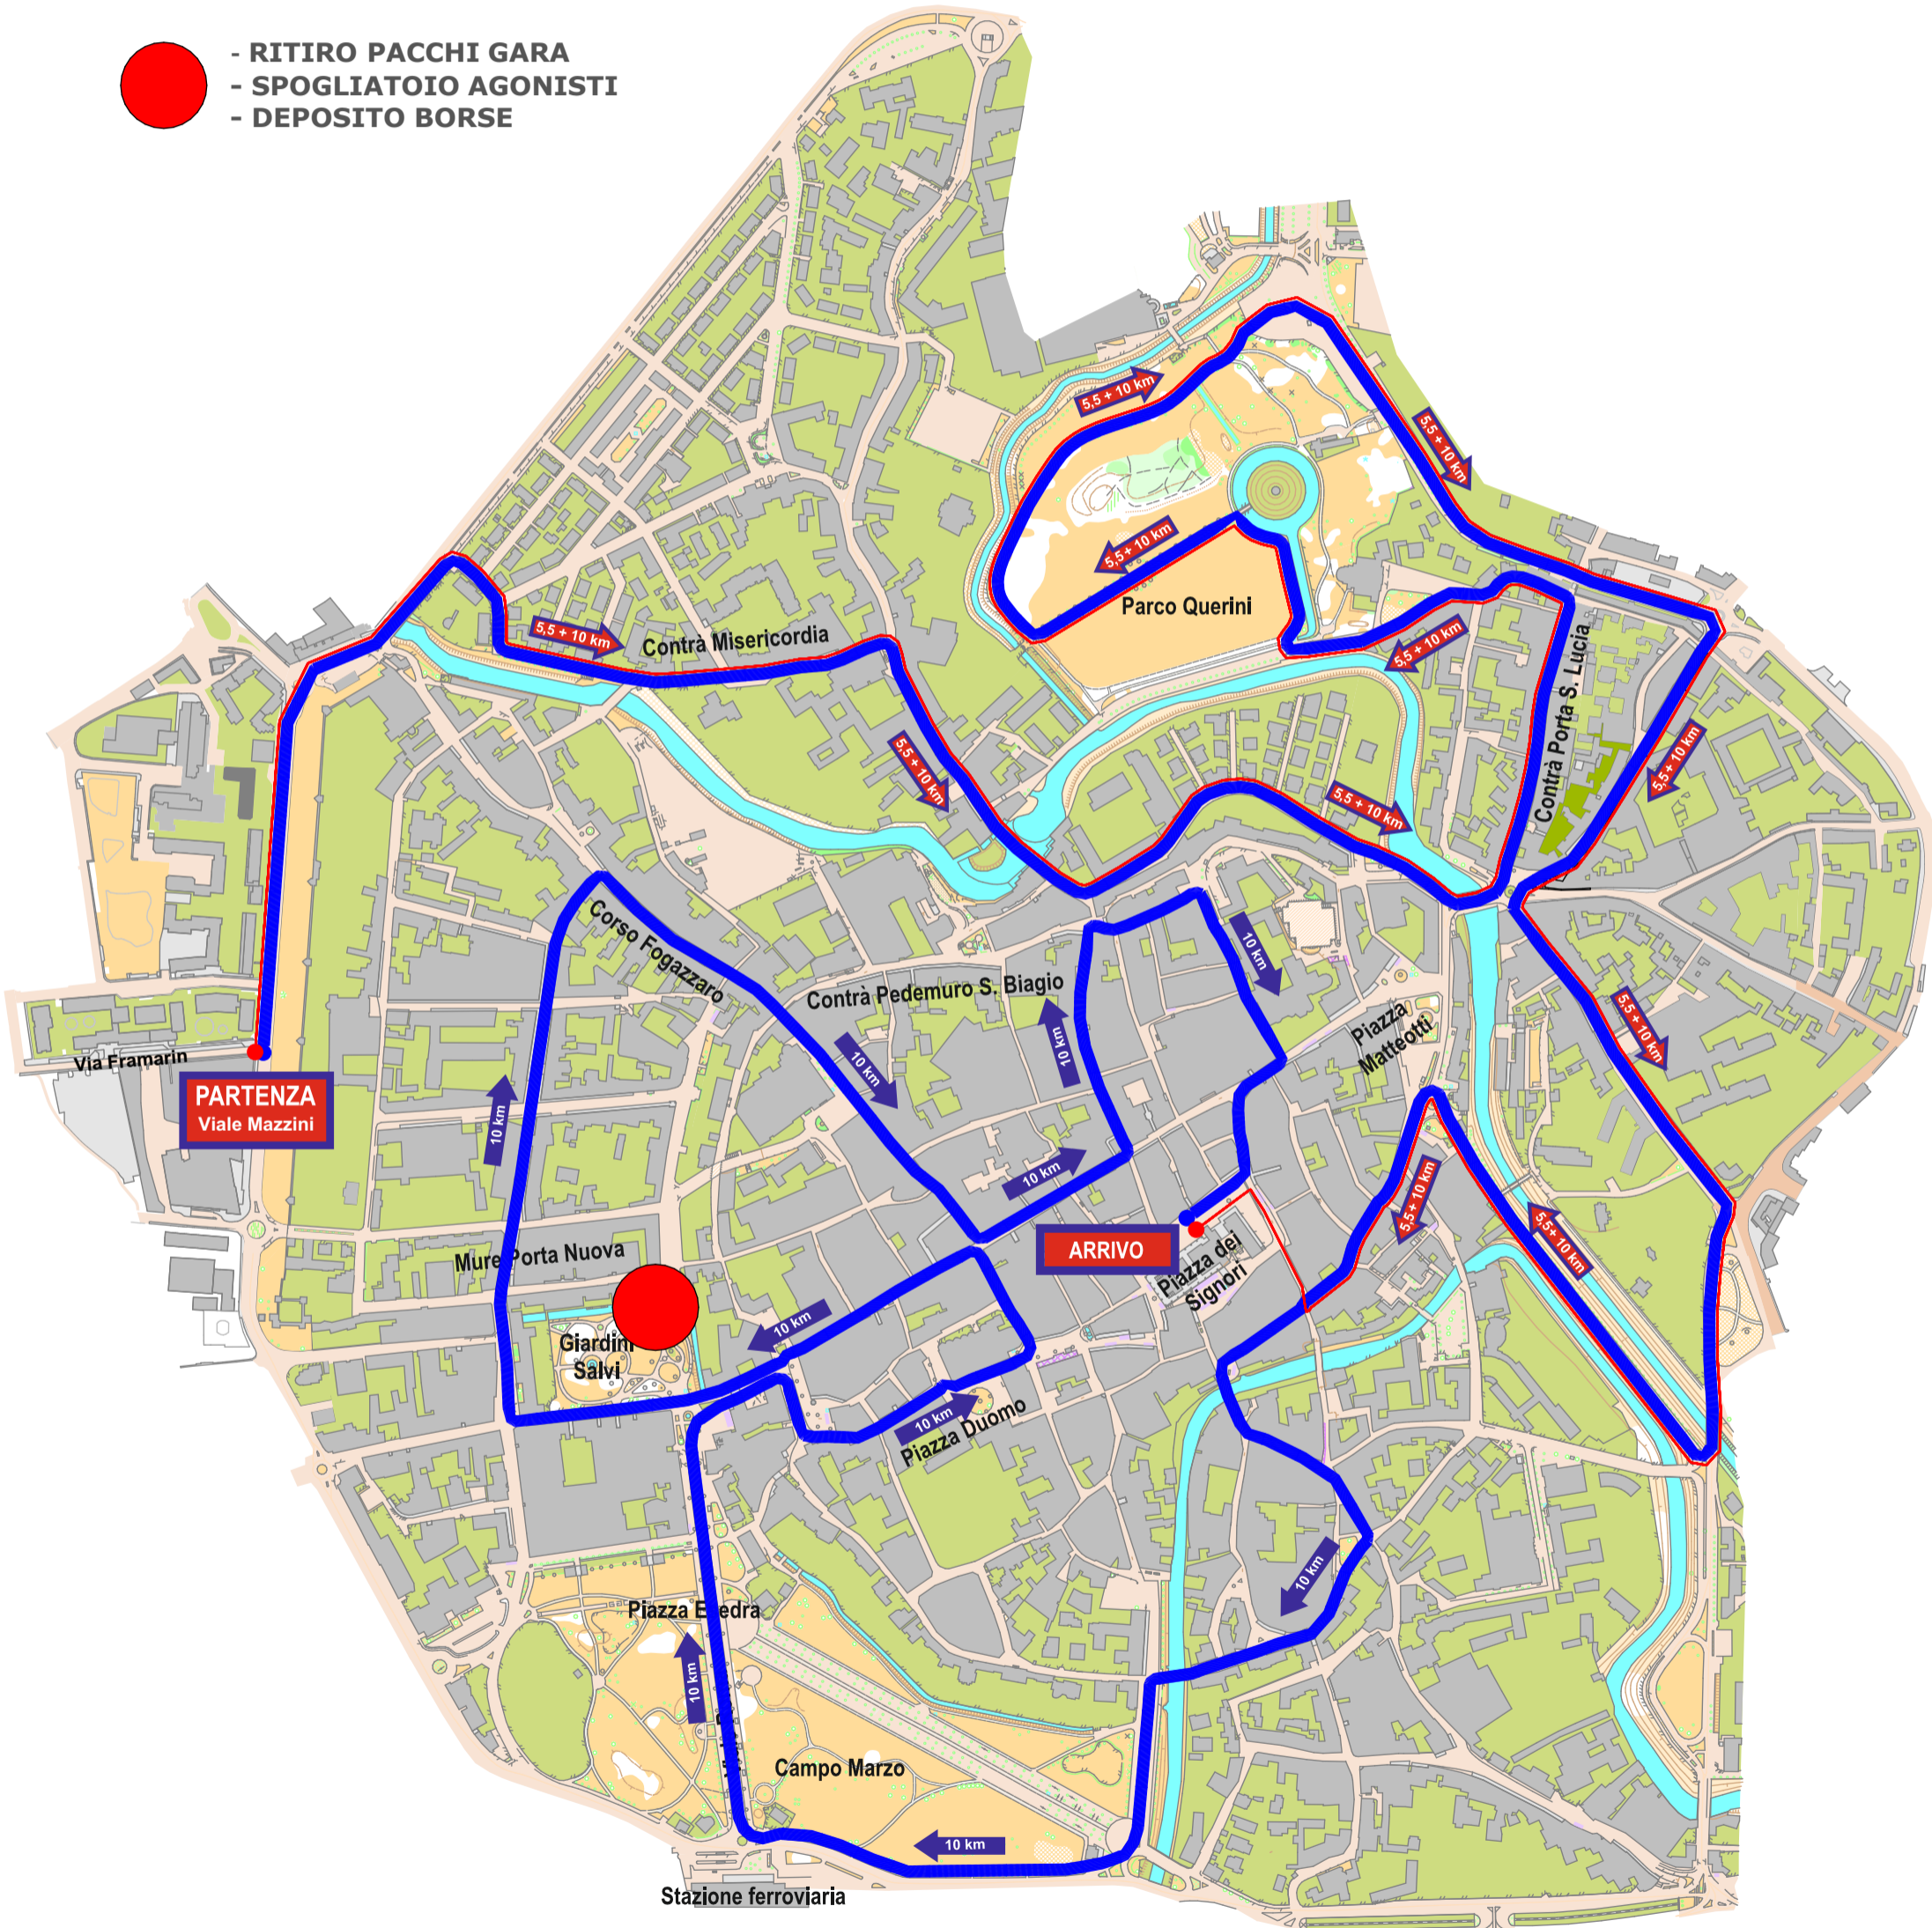 - RITIRO PACCHI GARA
- SPOGLIATOIO AGONISTI
- DEPOSITO BORSE
5,5 + 10 km
5,5 + 10 km
5,5+ 10 km
Parco Querini
5,5 + 10 km
Contrà Misericordia
5,5 + 10 km
Contrà Porta S. Lucia
5,5 + 10 km
5,5 + 10 km
5,5+ 10 km
Corso Fogazzaro
10 km
Contrà Pedemuro S. Biagio
10 km
10 km
Piazza
Matteotti
5,5 + 10 km
Via Framarin
PARTENZA
Viale Mazzini
10 km
10 km
5,5+ 10 km
5,5+ 10 km
Mure Porta Nuova
ARRIVO
Piazza dei
Signori
10 km
Giardini
Salvi
10 km
Piazza Duomo
10 km
Piazza E edra
10 km
Campo Marzo
10 km
Stazione ferroviaria